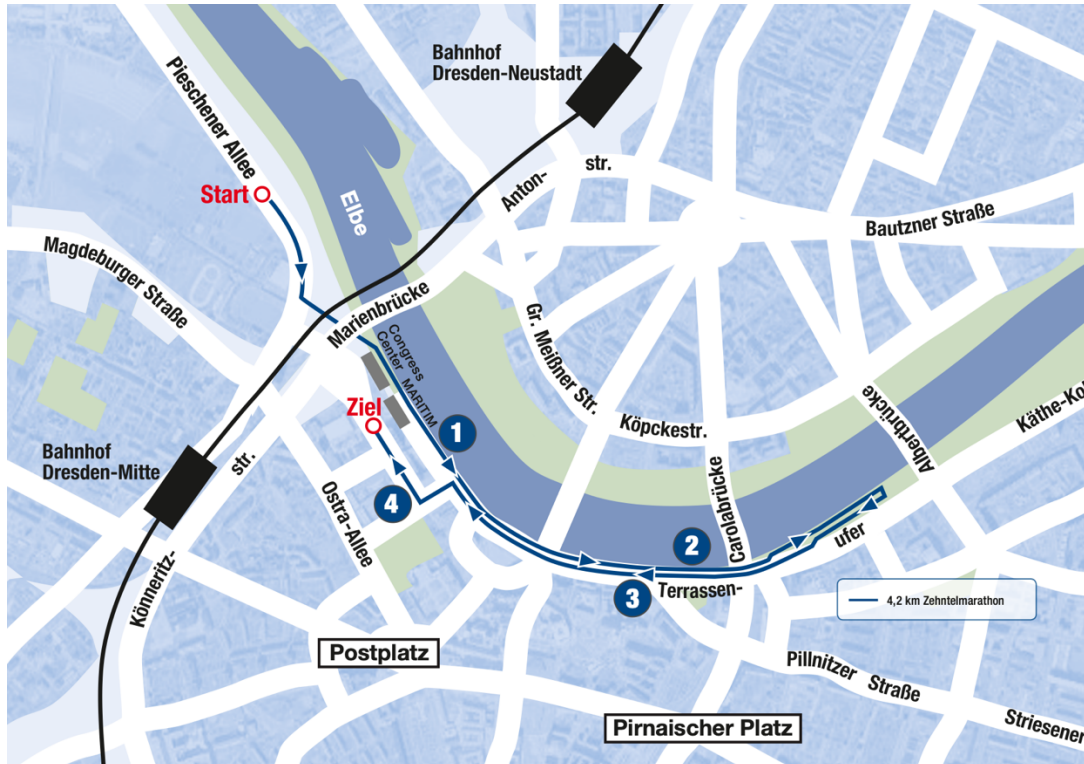 Bahnhof
Dresden-Neustadt
Pieschener Allee
Start
Elbe
Anton-
str.
Bautzner Straße
Magdeburger Straße
Marienbrücke
Congress
Center MARITIM
Gr. Meißner Str.
Ziel
1
Köpckestr.
Albertbrücke
Käthe-Kol
Bahnhof
Dresden-Mitte
str.
Ostra-Allee
4
Carolabrücke
2
ufer
3
Terrassen-
Könneritz-
4,2 km Zehntelmarathon
Postplatz
Pillnitzer Straße
Pirnaischer Platz
Striesener